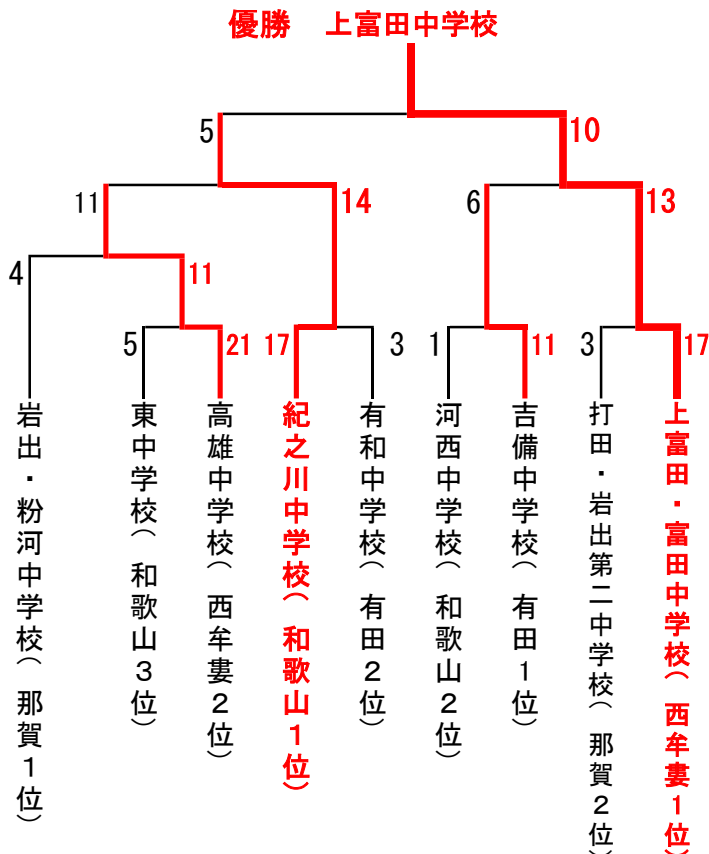 優勝　上富田中学校
5
10
11
14
6
13
4
11
5
21
17
3
1
11
3
17
岩出・粉河中学校（那賀１位）
東中学校（和歌山３位）
高雄中学校（西牟婁２位）
紀之川中学校（和歌山１位）
有和中学校（有田２位）
河西中学校（和歌山２位）
吉備中学校（有田１位）
打田・岩出第二中学校（那賀２位）
上富田・富田中学校（西牟婁１位）